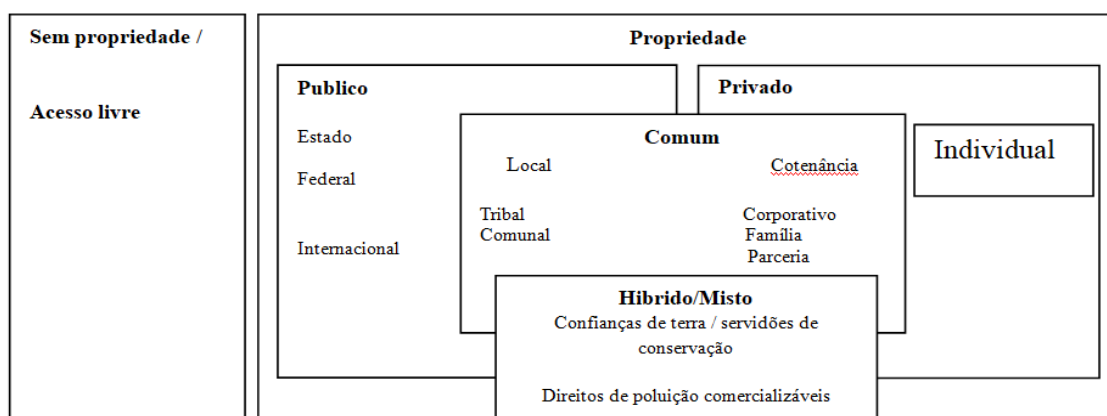 Sem propriedade /
Acesso livre
Propriedade
Publico
Estado
Federal
Internacional
Privado
Individual
Comum
Local
Cotenância
Tribal
Comunal
Corporativo
Família
Parceria
Hibrido/Misto
Confianças de terra / servidões de
conservação
Direitos de poluição comercializáveis